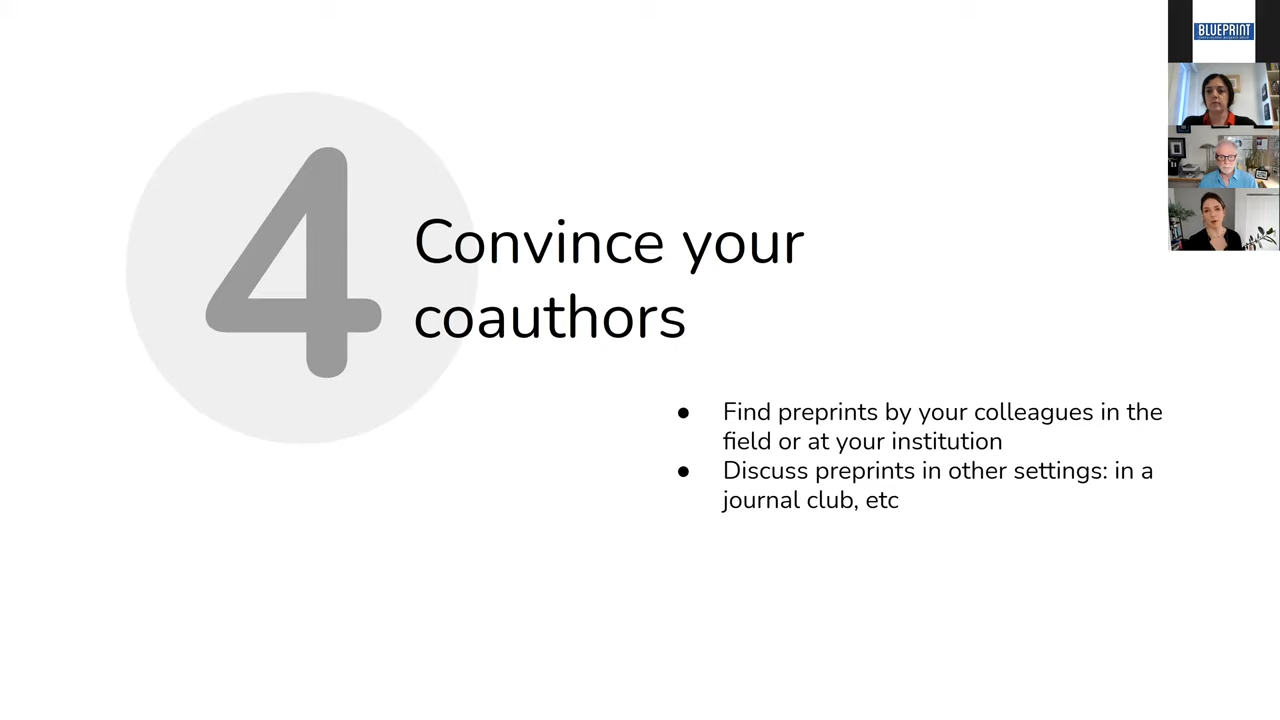 BLUEPRINT
4
Convince your
coauthors
● Find preprints by your colleagues in the
field or at your institution
● Discuss preprints in other settings: in a
journal club, etc